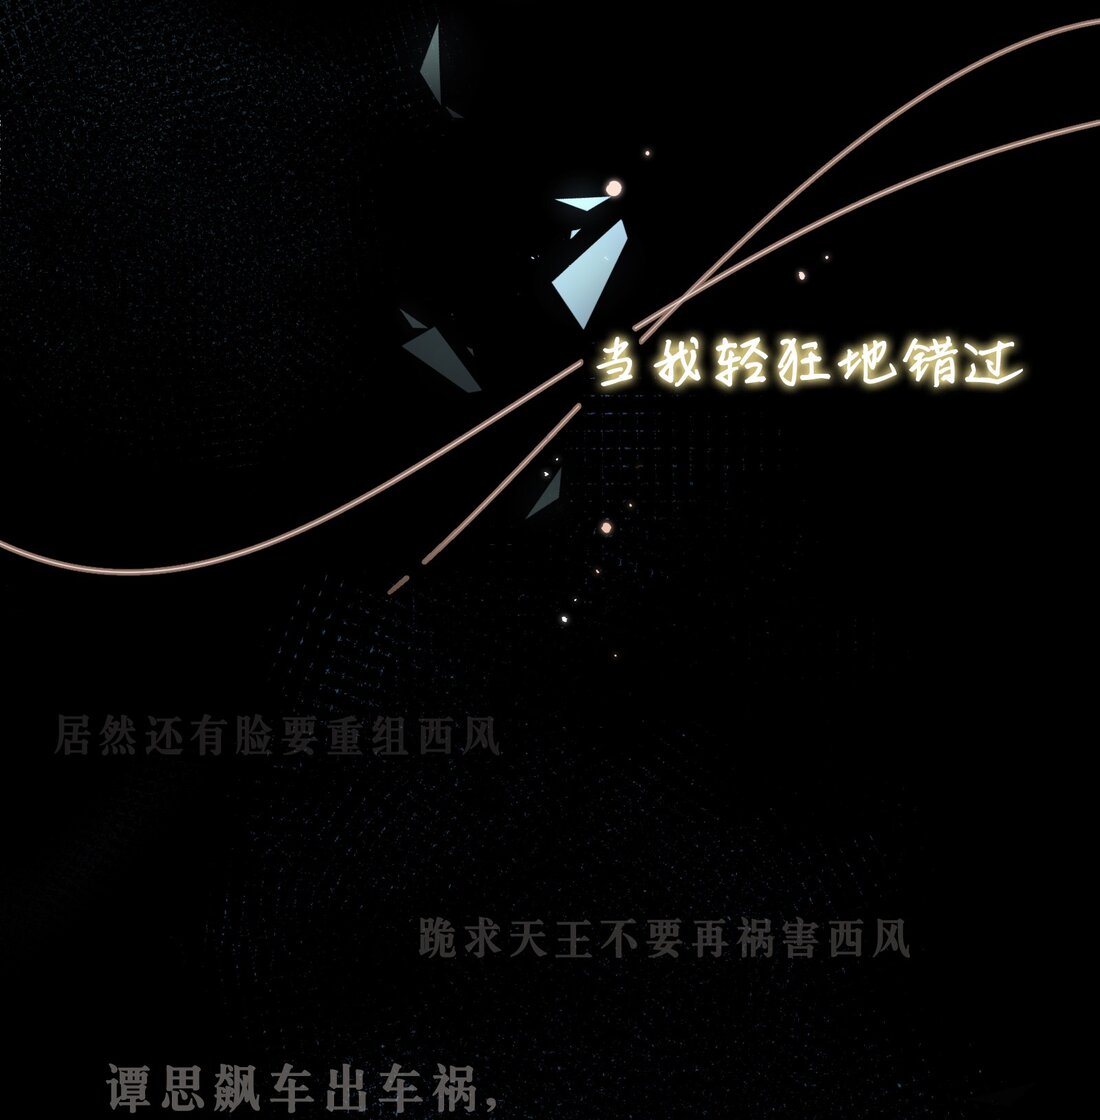 当我轻狂地错过
居然还有脸要重组西风
跪求天王不要再祸害西风
谭思飙车出车祸，